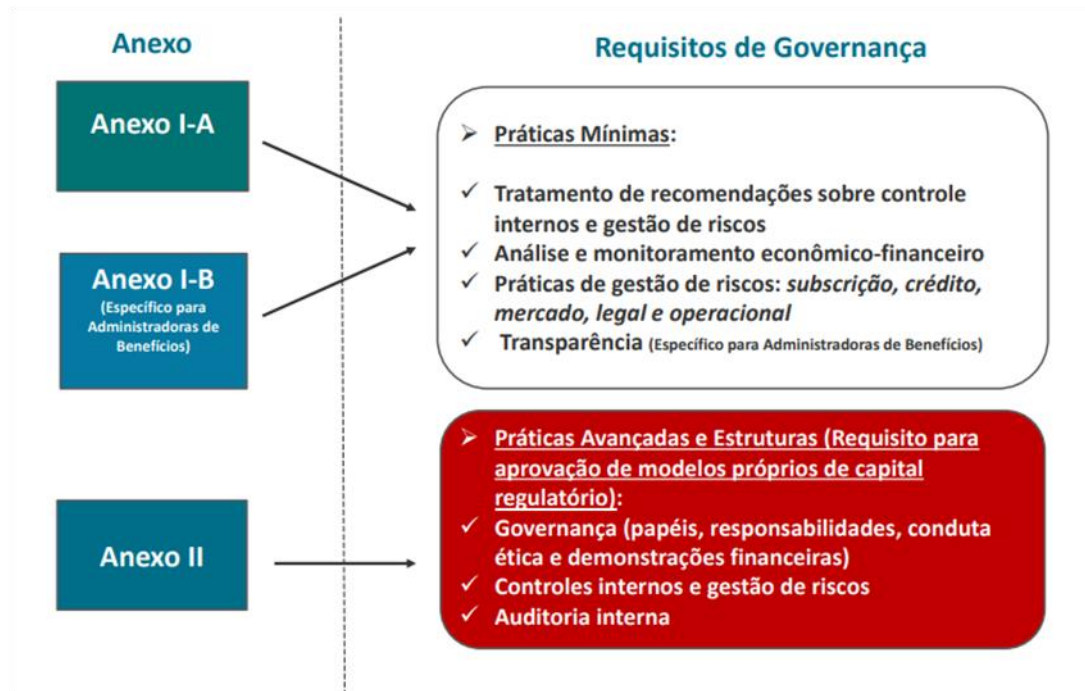 Anexo
Anexo I-A
Anexo I-B
(Específico para
Administradoras de
Benefícios)
Anexo II
Requisitos de Governança
➢ Práticas Mínimas:
✓ Tratamento de recomendações sobre controle
internos e gestão de riscos
✓ Análise e monitoramento econômico-financeiro
✓ Práticas de gestão de riscos: subscrição, crédito,
mercado, legal e operacional
✓ Transparência (Específico para Administradoras de Benefícios)
➢ Práticas Avançadas e Estruturas (Requisito para
aprovação de modelos próprios de capital
regulatório):
✓ Governança (papéis, responsabilidades, conduta
ética e demonstrações financeiras)
✓ Controles internos e gestão de riscos
✓ Auditoria interna